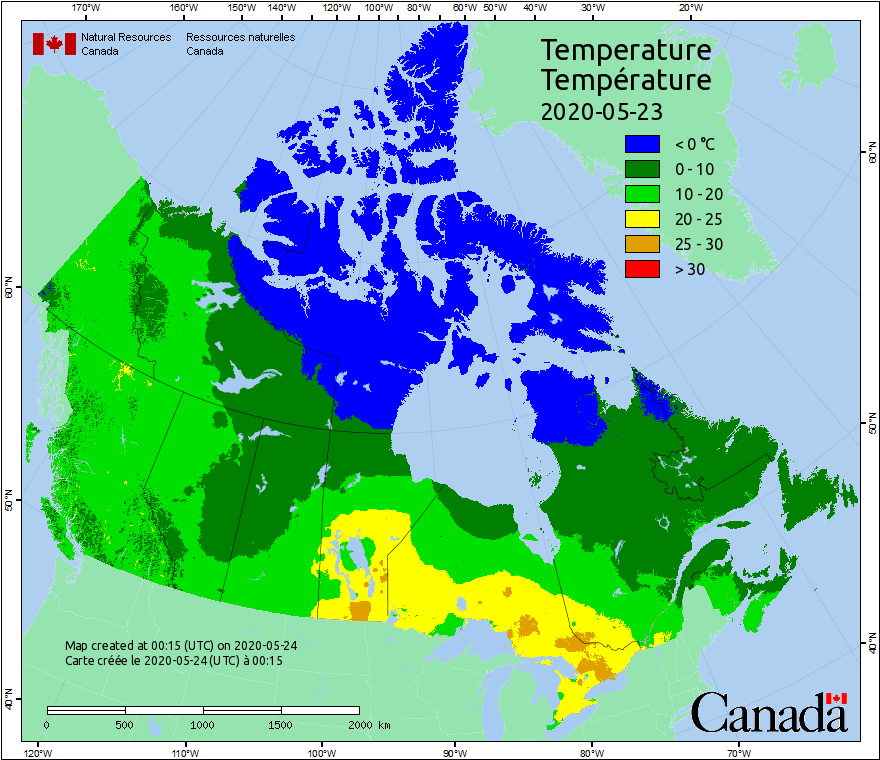 170°W 160°W 150°W 140°W 130°W 120°W 110°W 100°W 90°W 80°W 70°W 60°W 50°W 40°W 30°W 20°W
Natural Resources Ressources naturelles
Canada Canada
Temperature
Température
2020-05-23
< 0 °C
0 - 10
10 - 20
20 - 25
25 - 30
> 30
60°N
60°N
50°N
50°N
40°N
40°N
Map created at 00:15 (UTC) on 2020-05-24
Carte créée le 2020-05-24 (UTC) à 00:15
0 500 1000 1500 2000 km
Canada
120°W 110°W 100°W 90°W 80°W 70°W